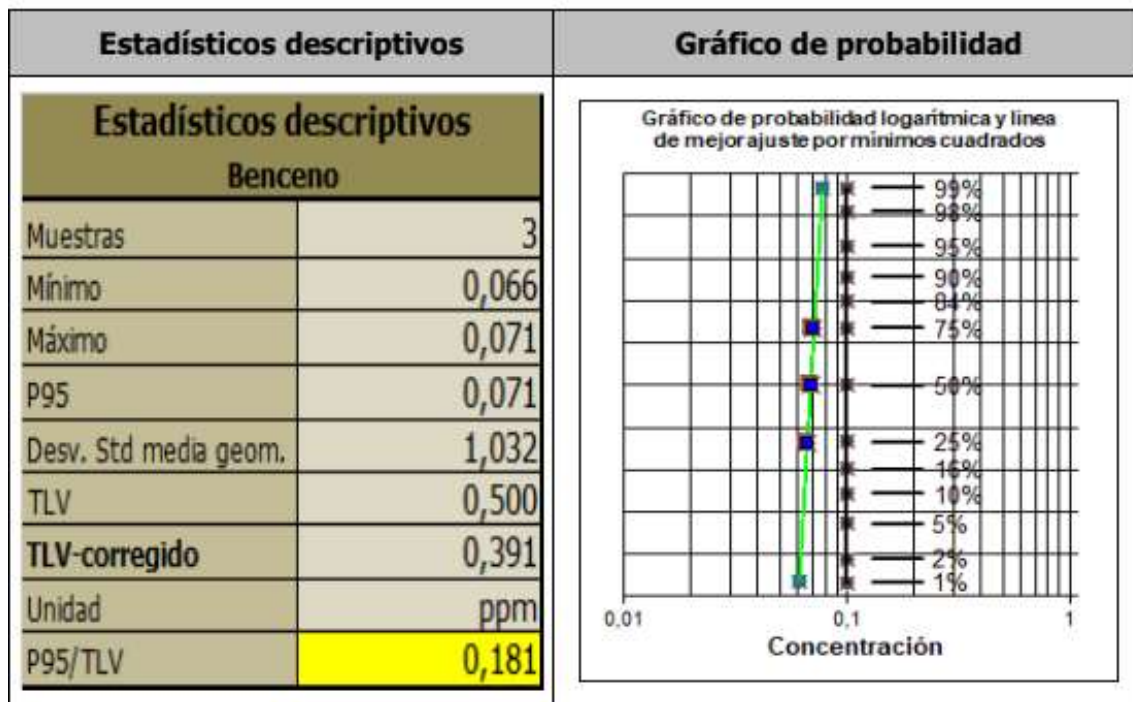 Estadísticos descriptivos
Gráfico de probabilidad
Estadísticos descriptivos
Benceno
Muestras 3
Mínimo 0,066
Máximo 0,071
P95 0,071
Desv. Std media geom. 1,032
TLV 0,500
TLV-corregido 0,391
Unidad ppm
P95/TLV 0,181
Gráfico de probabilidad logarítmica y linea
de mejor ajuste por mínimos cuadrados
99%
98%
95%
90%
84%
75%
50%
25%
16%
10%
5%
2%
1%
0,01 0,1 1
Concentración